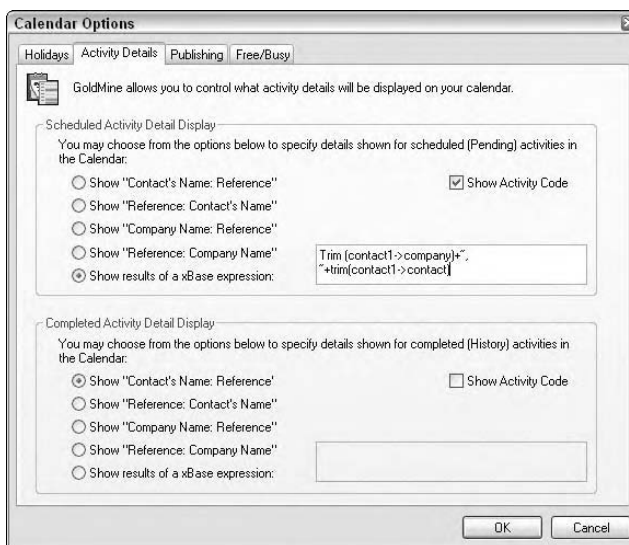 Calendar Options
Holidays Activity Details Publishing Free/Busy
GoldMine allows you to control what activity details will be displayed on your calendar.
Scheduled Activity Detail Display
You may choose from the options below to specify details shown for scheduled (Pending) activities in
the Calendar:
Show "Contact's Name: Reference" Show Activity Code
Show "Reference: Contact's Name"
Show "Company Name: Reference"
Show "Reference: Company Name"
Trim (contact1->company)+",
Show results of a xBase expression: "+trim(contact1->contact)
Completed Activity Detail Display
You may choose from the options below to specify details shown for completed (History) activities in
the Calendar:
Show "Contact's Name: Reference' Show Activity Code
Show "Reference: Contact's Name"
Show "Company Name: Reference"
Show "Reference: Company Name"
Show results of a xBase expression:
OK Cancel